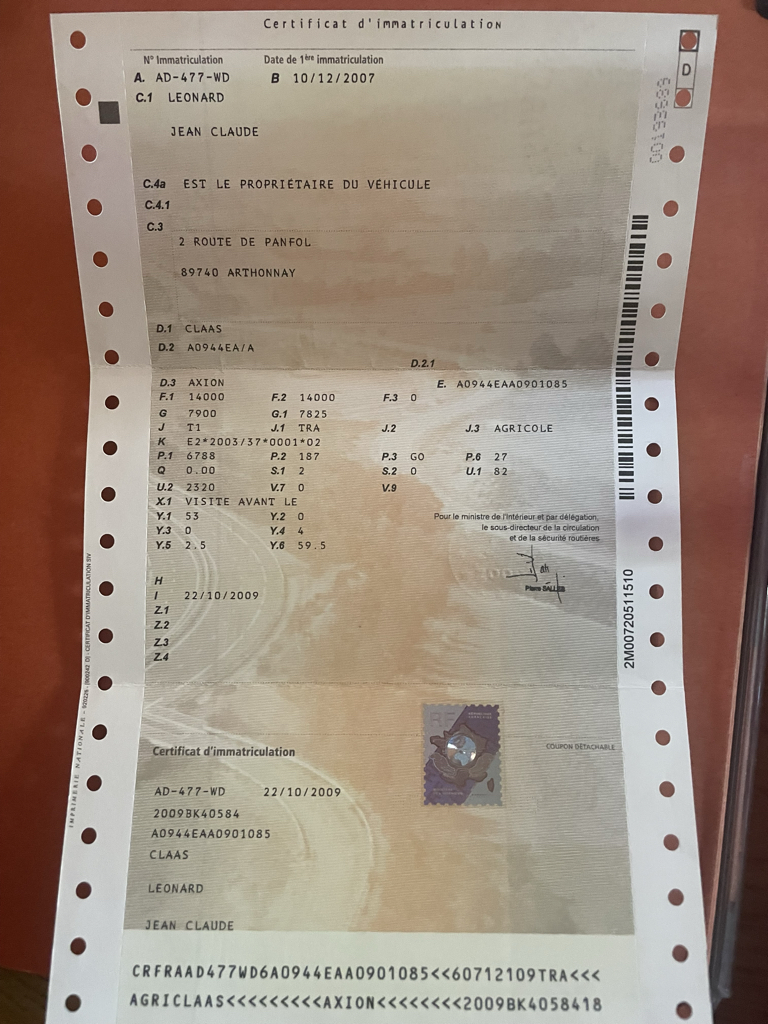 Certificat d'immatriculation
N° Immatriculation Date de 1ère immatriculation
D
A. AD-477-WD B 10/12/2007
C.1 LEONARD
00193689
JEAN CLAUDE
C.4a EST LE PROPRIÉTAIRE DU VÉHICULE
C.4.1
C.3
2 ROUTE DE PANFOL
89740 ARTHONNAY
D.1 CLAAS
D.2 A0944EA/A
D.2.1
D.3 AXION E. A0944EAA0901085
F.1 14000 F.2 14000 F.3 0
G 7900 G.1 7825
J T1 J.1 TRA J.2 J.3 AGRICOLE
K E2*2003/37*0001*02
P.1 6788 P.2 187 P.3 GO P.6 27
Q 0.00 S.1 2 S.2 0 U.1 82
U.2 2320 V.7 0 V.9
X.1 VISITE AVANT LE
Y.1 53 Y.2 0
Y.3 0 Y.4 4
Y.5 2.5 Y.6 59.5
Pour le ministre de l'Intérieur et par délégation,
le sous-directeur de la circulation
et de la sécurité routières
Pierre SALLES
H
I 22/10/2009
Z.1
Z.2
Z.3
Z.4
2M00720511510
Certificat d'immatriculation
COUPON DÉTACHABLE
AD-477-WD 22/10/2009
2009BK40584
A0944EAA0901085
CLAAS
LEONARD
JEAN CLAUDE
CRFRAAD477WD6A0944EAA0901085<<60712109TRA<<<
AGRICLAAS<<<<<<<<<AXION<<<<<<<<2009BK4058418